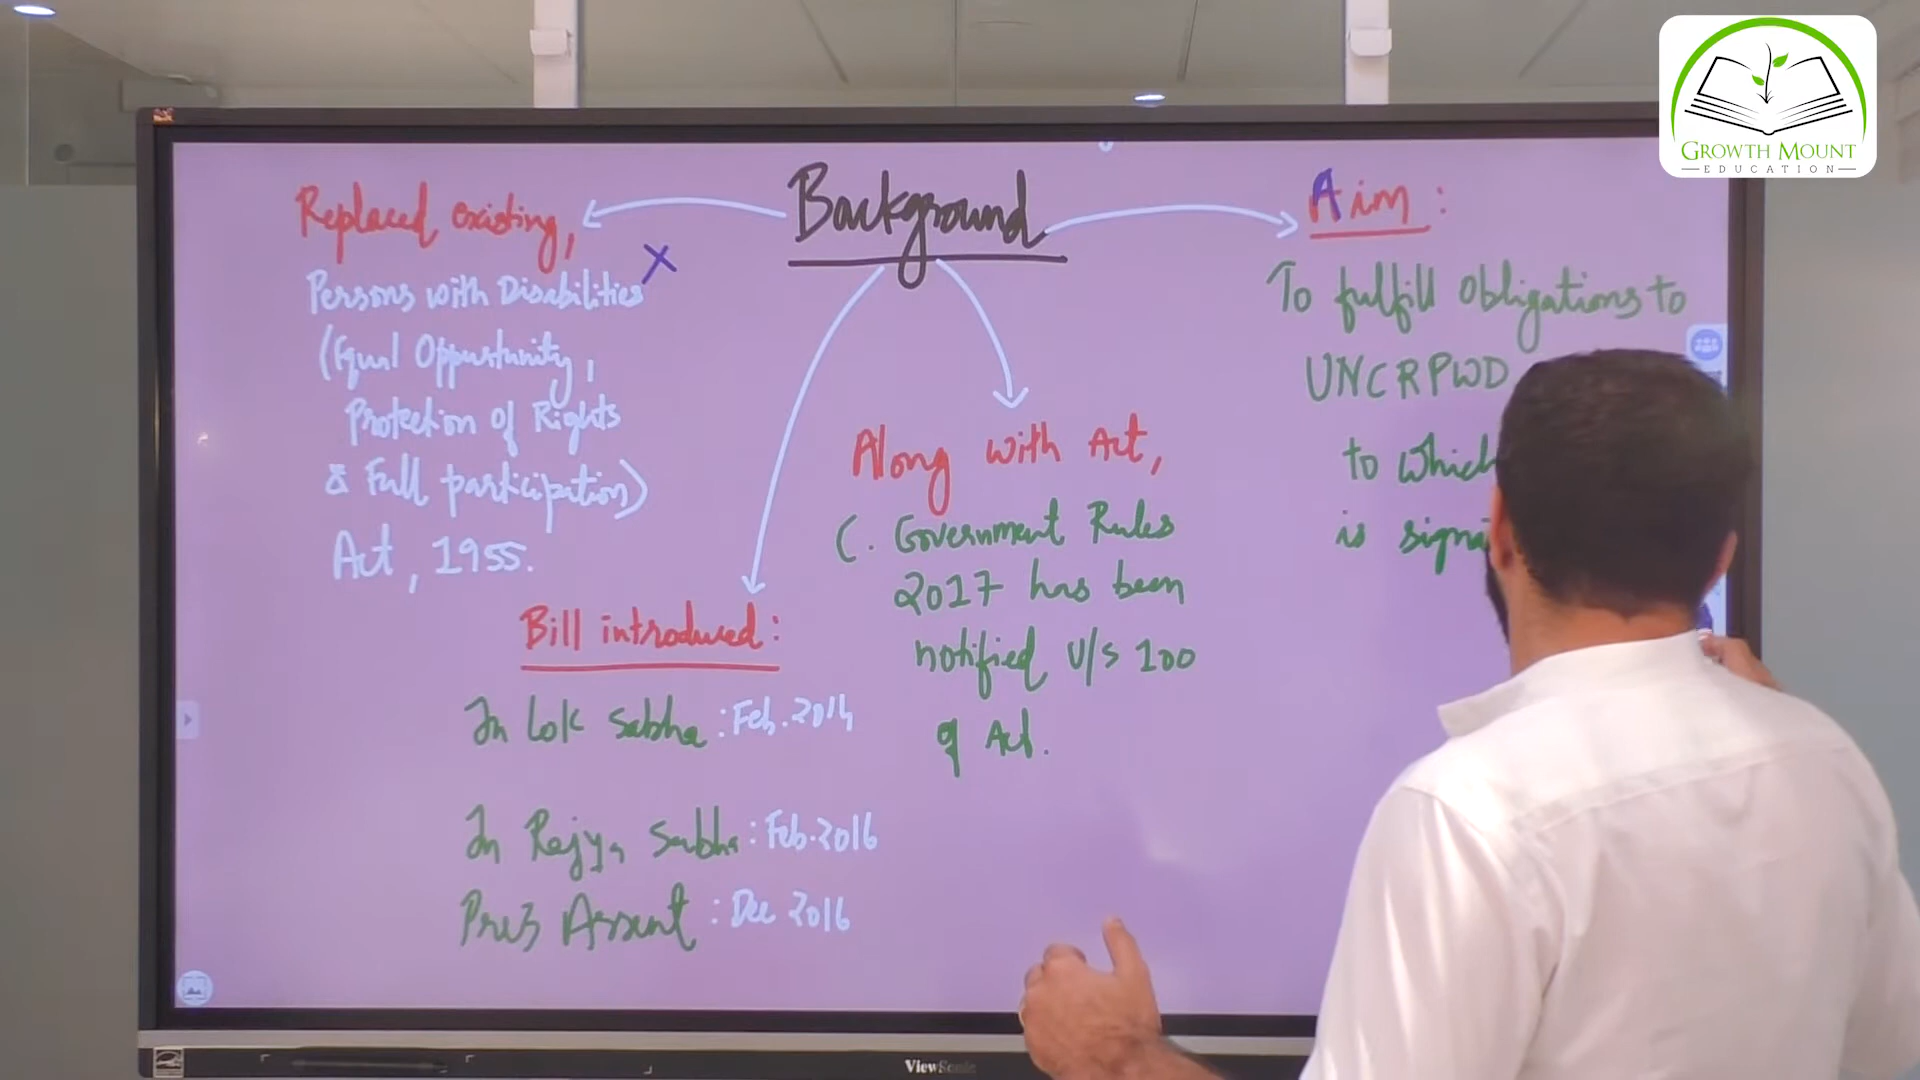 GROWTH MOUNT
EDUCATION
Background
Replaced existing,
Persons with Disabilities
(Equal Oppurtunity,
Protection of Rights
& Full participation)
Act, 1955.
Bill introduced:
In Lok Sabha : Feb. 2014
In Rajya Sabha : Feb. 2016
Prez Assent : Dec 2016
Along with Act,
C. Government Rules
2017 has been
notified U/S 100
of Act.
Aim :
To fulfill obligations to
UNCRPWD
to which
is
ViewSonic